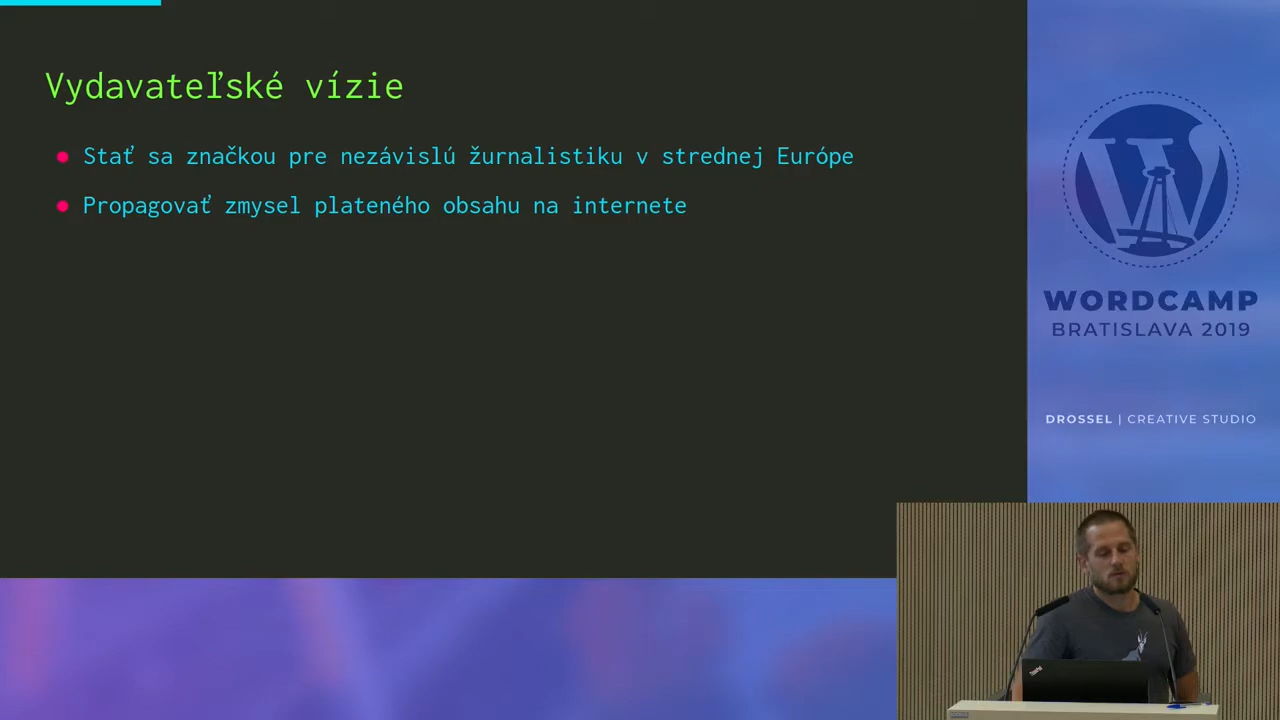 Vydavateľské vízie
Stať sa značkou pre nezávislú žurnalistiku v strednej Európe
Propagovať zmysel plateného obsahu na internete
WORDCAMP
BRATISLAVA 2019
DROSSEL | CREATIVE STUDIO
ThinkPad